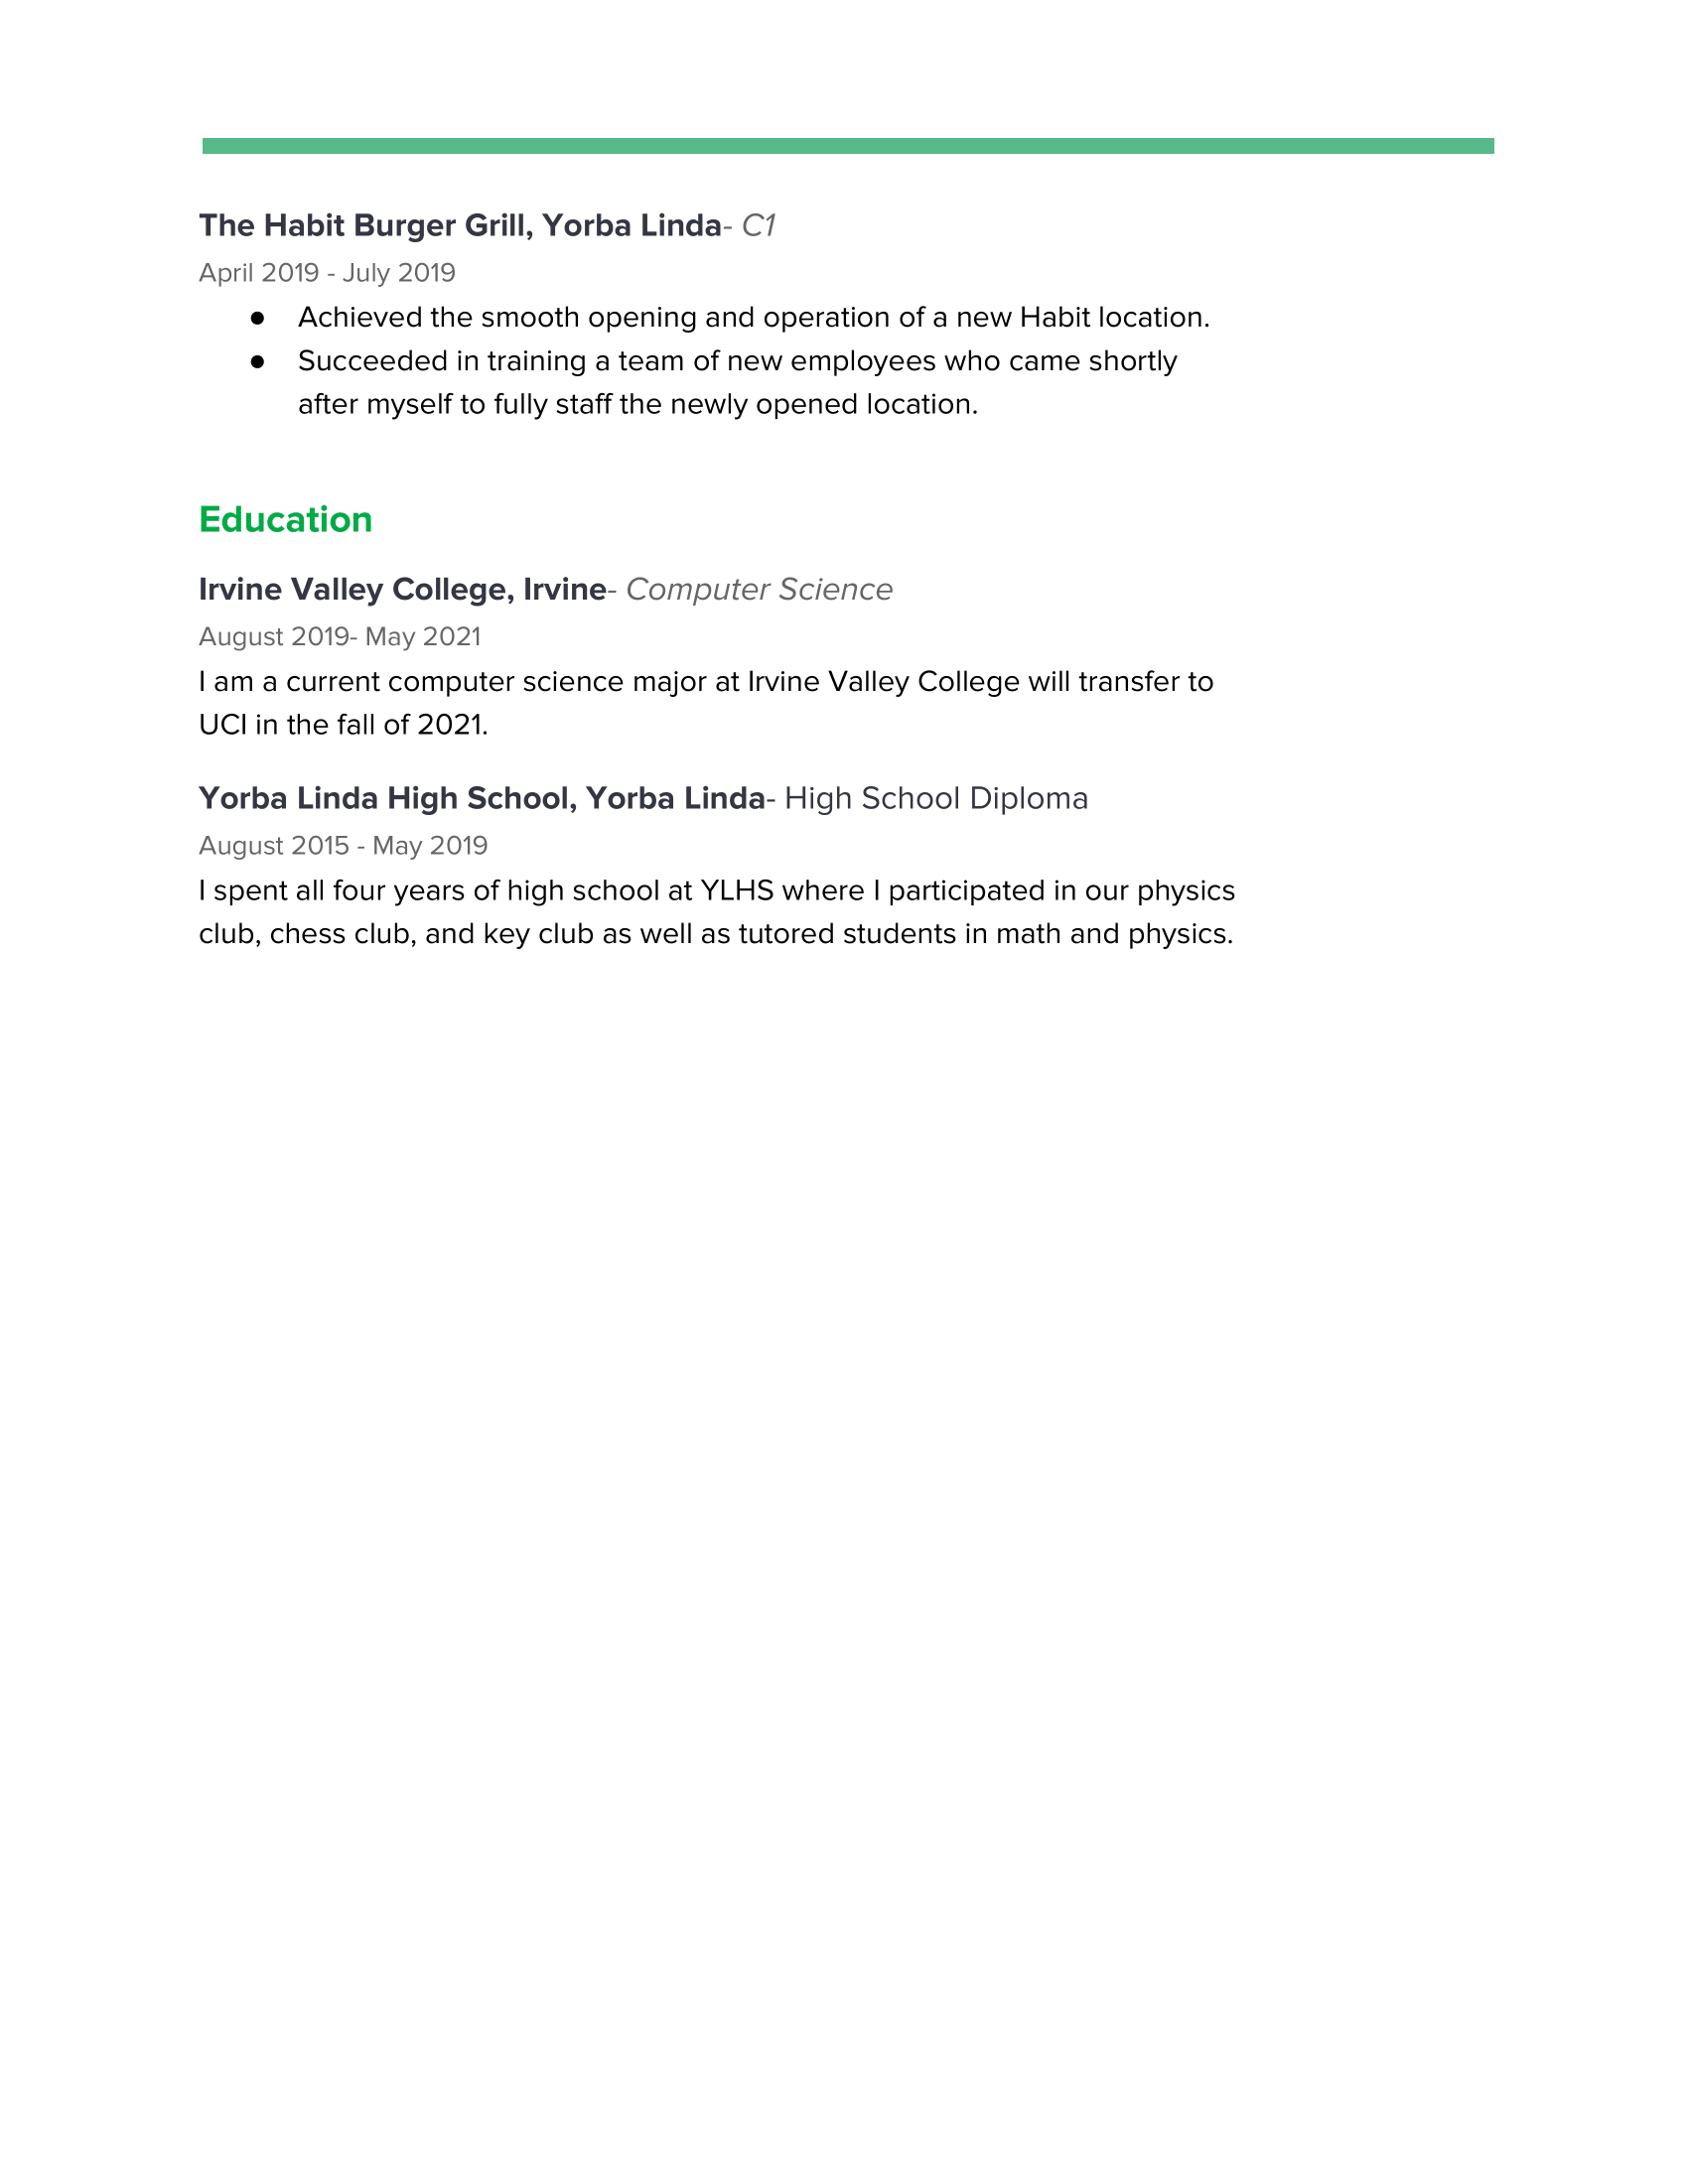 The Habit Burger Grill, Yorba Linda- C1
April 2019 - July 2019
● Achieved the smooth opening and operation of a new Habit location.
● Succeeded in training a team of new employees who came shortly
after myself to fully staff the newly opened location.
Education
Irvine Valley College, Irvine- Computer Science
August 2019- May 2021
I am a current computer science major at Irvine Valley College will transfer to
UCI in the fall of 2021.
Yorba Linda High School, Yorba Linda- High School Diploma
August 2015 - May 2019
I spent all four years of high school at YLHS where I participated in our physics
club, chess club, and key club as well as tutored students in math and physics.